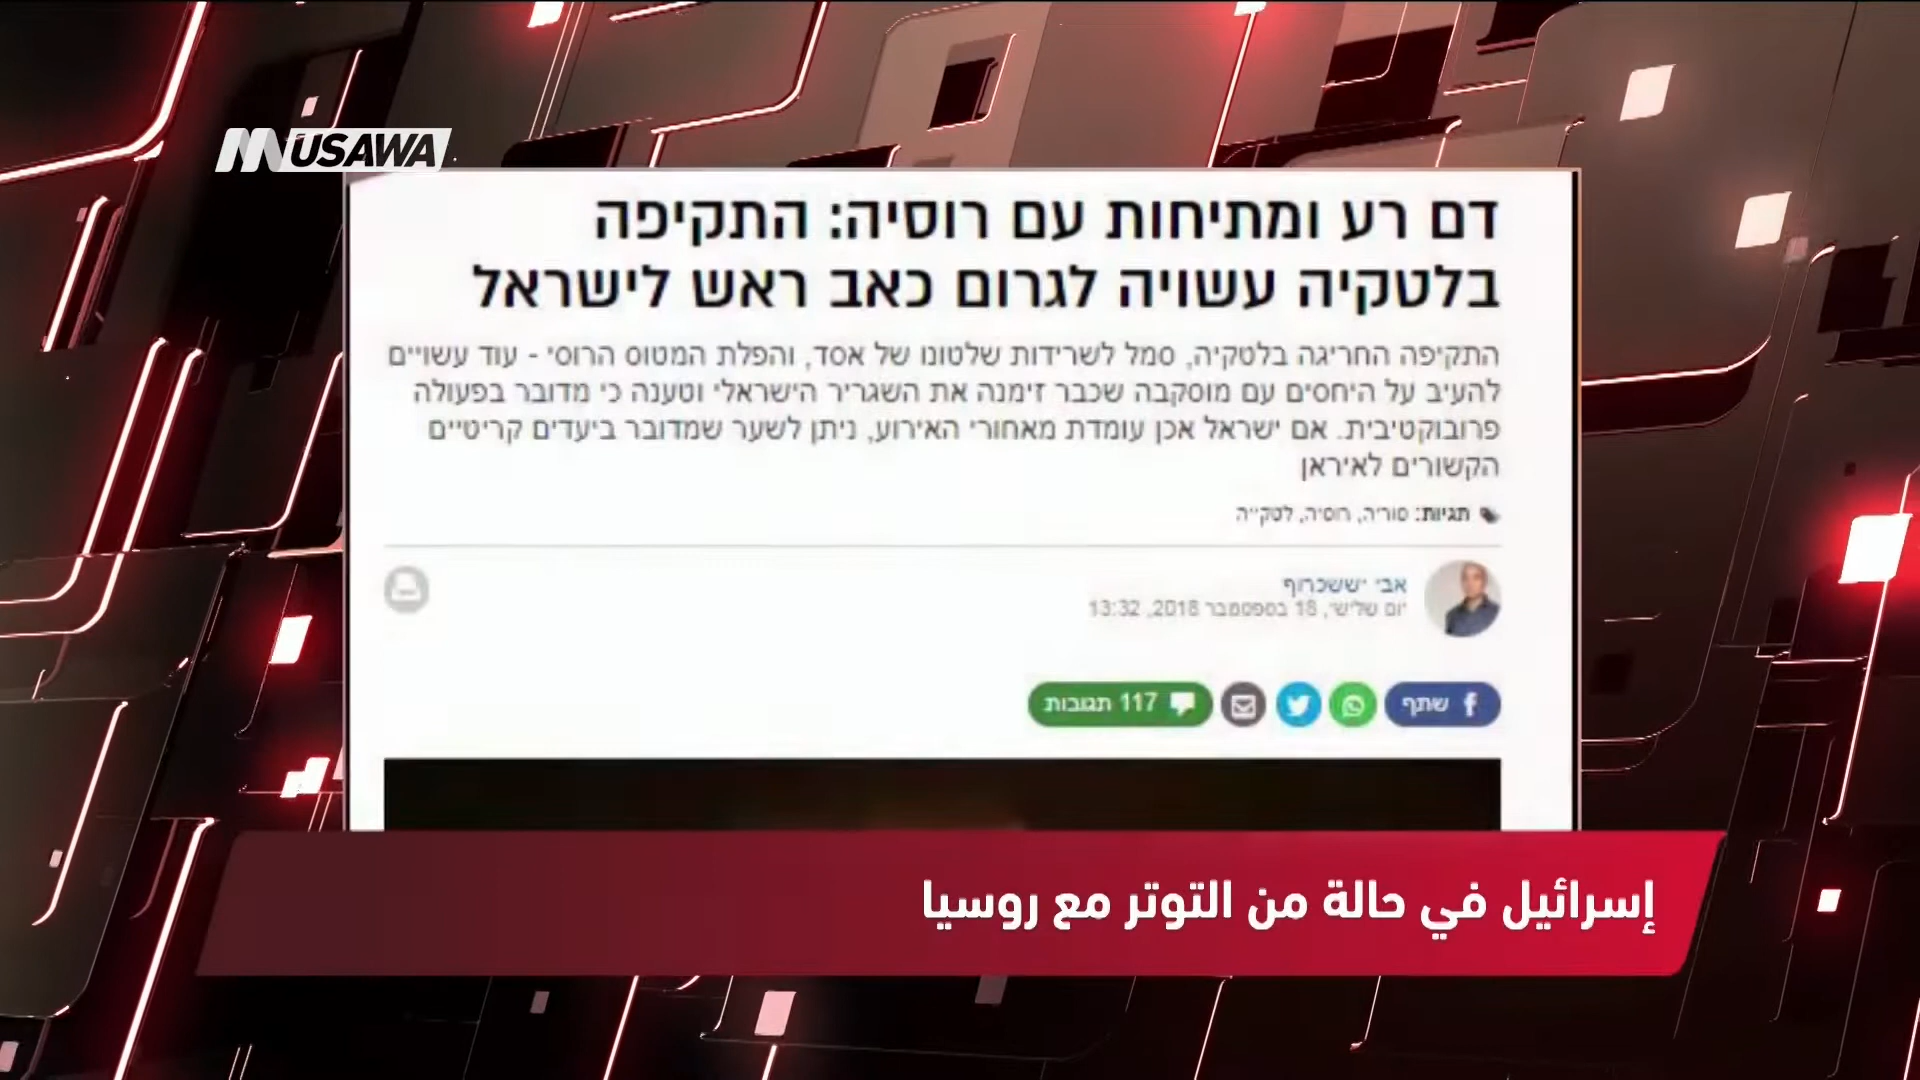 MUSAWA
דם רע ומתיחות עם רוסיה: התקיפה
בלטקיה עשויה לגרום כאב ראש לישראל
התקיפה החריגה בלטקיה, סמל לשרידות שלטונו של אסד, והפלת המטוס הרוסי - עוד עשויים
להעיב על היחסים עם מוסקבה שכבר זימנה את השגריר הישראלי וטענה כי מדובר בפעולה
פרובוקטיבית. אם ישראל אכן עומדת מאחורי האירוע, ניתן לשער שמדובר ביעדים קריטיים
הקשורים לאיראן
תגיות: סוריה, רוסיה, לטקייה
אבי יששכרוף
יום שלישי, 18 בספטמבר 2018, 13:32
שתף
117 תגובות
إسرائيل في حالة من التوتر مع روسيا